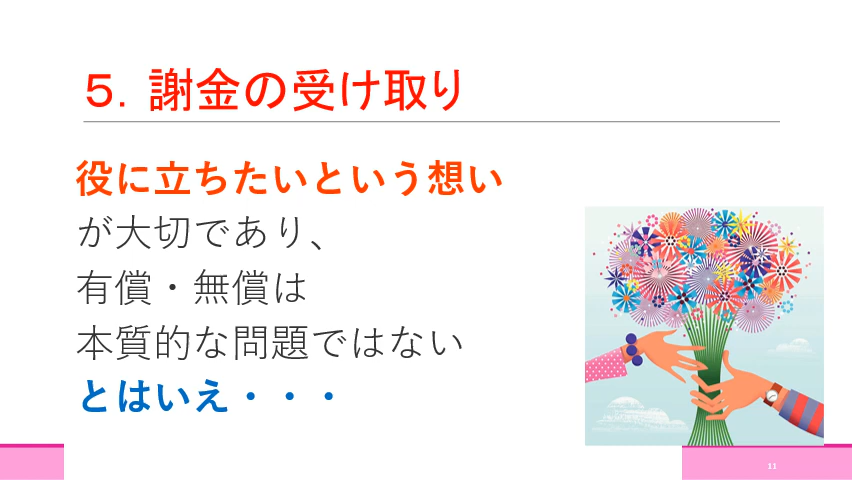 ５．謝金の受け取り
役に立ちたいという想い
が大切であり、
有償・無償は
本質的な問題ではない
とはいえ・・・
11